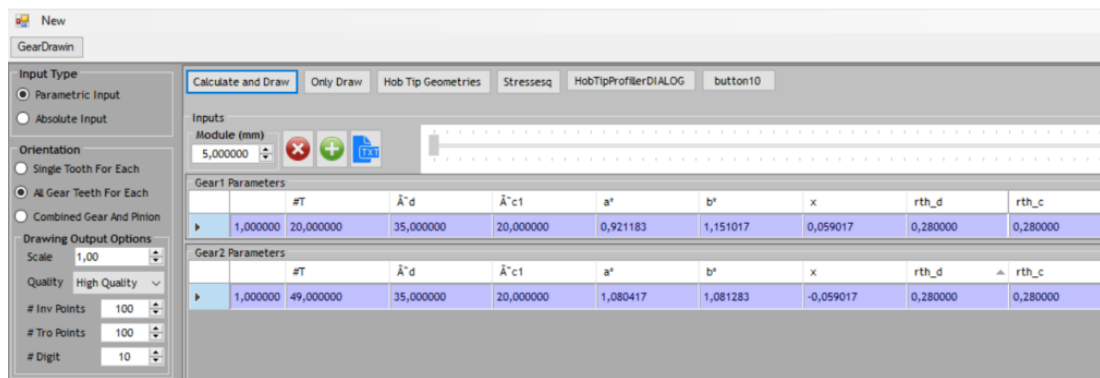 New
GearDrawin
Input Type
Parametric Input
Absolute Input
Orientation
Single Tooth For Each
All Gear Teeth For Each
Combined Gear And Pinion
Drawing Output Options
Scale 1,00
Quality High Quality
# Inv Points 100
# Tro Points 100
# Digit 10
Calculate and Draw Only Draw Hob Tip Geometries Stressesq HobTipProfillerDIALOG button10
Inputs
Module (mm)
5,000000
TXT
Gear1 Parameters
#T Ã˜d Ã˜c1 a* b* x rth_d rth_c
1,000000 20,000000 35,000000 20,000000 0,921183 1,151017 0,059017 0,280000 0,280000
Gear2 Parameters
#T Ã˜d Ã˜c1 a* b* x rth_d rth_c
1,000000 49,000000 35,000000 20,000000 1,080417 1,081283 -0,059017 0,280000 0,280000